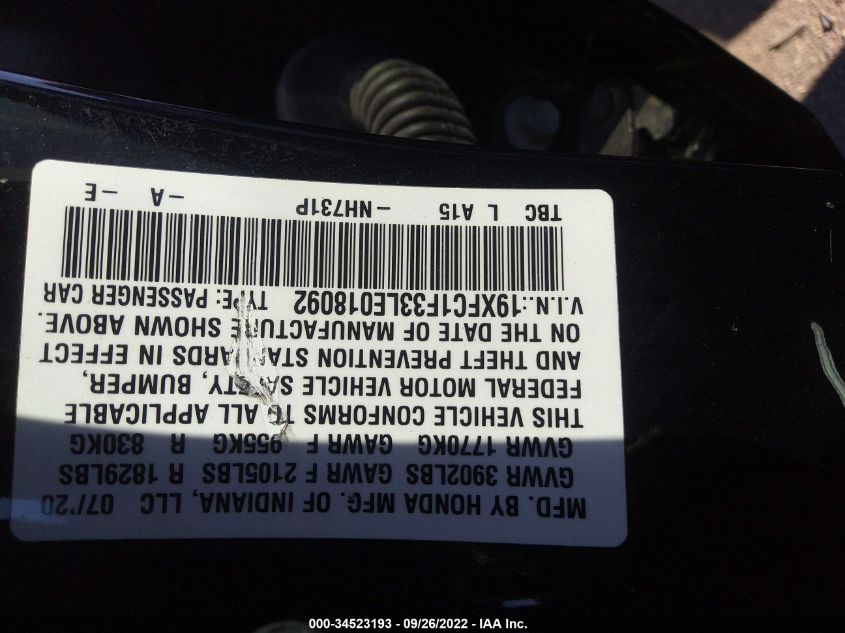 MFD. BY HONDA MFG. OF INDIANA, LLC 07/'20
GVWR 3902LBS GAWR F 2105LBS R 1829LBS
GVWR 1770KG GAWR F 955KG R 830KG
THIS VEHICLE CONFORMS TO ALL APPLICABLE
FEDERAL MOTOR VEHICLE SAFETY, BUMPER,
AND THEFT PREVENTION STANDARDS IN EFFECT
ON THE DATE OF MANUFACTURE SHOWN ABOVE.
V.I.N.:19XFC1F33LE018092 TYPE: PASSENGER CAR
TBC L A15 -NH731P -A -E
000-34523193 - 09/26/2022 - IAA Inc.